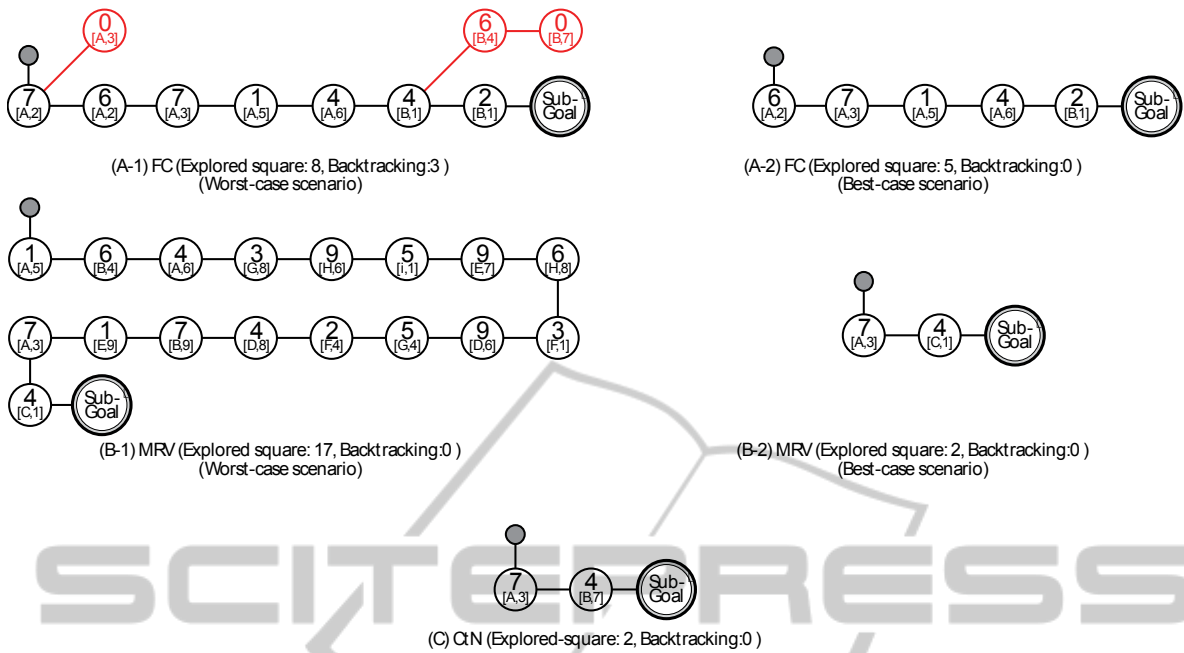 0 6 0
[A,3] [B,4] [B,7]
7 6 7 1 4 4 2 Sub-Goal
[A,2] [A,2] [A,3] [A,5] [A,6] [B,1] [B,1]
6 7 1 4 2 Sub-Goal
[A,2] [A,3] [A,5] [A,6] [B,1]
(A-1) FC (Explored square: 8, Backtracking:3 )
(Worst-case scenario)
(A-2) FC (Explored square: 5, Backtracking:0 )
(Best-case scenario)
1 6 4 3 9 5 9 6
[A,5] [B,4] [A,6] [G,8] [H,6] [i,1] [E,7] [H,8]
7 1 7 4 2 5 9 3
[A,3] [E,9] [B,9] [D,8] [F,4] [G,4] [D,6] [F,1]
4 Sub-Goal
[C,1]
(B-1) MRV (Explored square: 17, Backtracking:0 )
(Worst-case scenario)
7 4 Sub-Goal
[A,3] [C,1]
(B-2) MRV (Explored square: 2, Backtracking:0 )
(Best-case scenario)
SCITEPRESS
7 4 Sub-Goal
[A,3] [B,7]
(C) CtN (Explored-square: 2, Backtracking:0 )